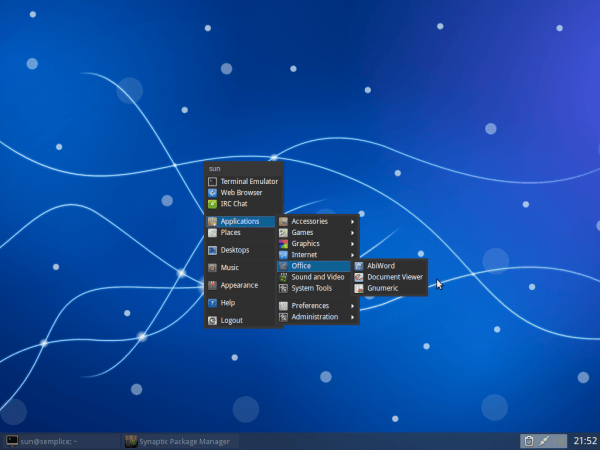 sun
Terminal Emulator
Web Browser
IRC Chat
Applications
Places
Desktops
Music
Appearance
Help
Logout
Accessories
Games
Graphics
Internet
Office
Sound and Video
System Tools
Preferences
Administration
AbiWord
Document Viewer
Gnumeric
sun@semplice: ~
Synaptic Package Manager
21:52